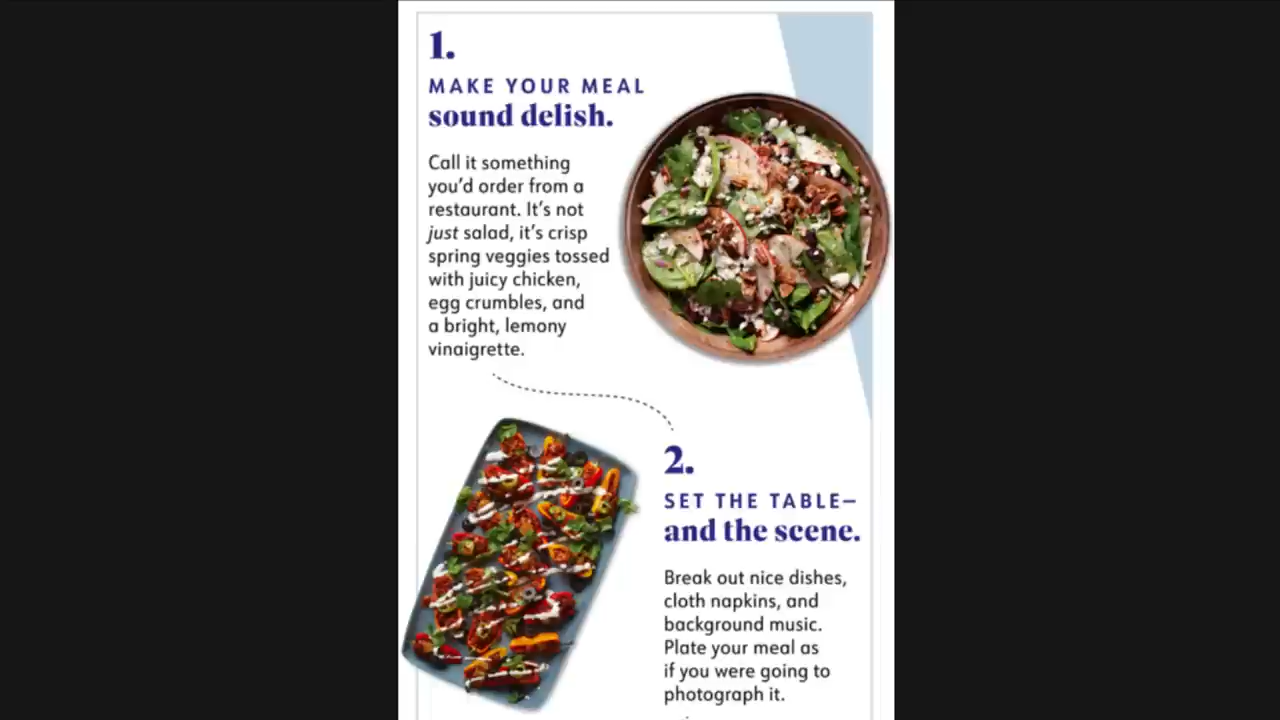 1.
MAKE YOUR MEAL
sound delish.
Call it something
you’d order from a
restaurant. It’s not
just salad, it’s crisp
spring veggies tossed
with juicy chicken,
egg crumbles, and
a bright, lemony
vinaigrette.
2.
SET THE TABLE—
and the scene.
Break out nice dishes,
cloth napkins, and
background music.
Plate your meal as
if you were going to
photograph it.